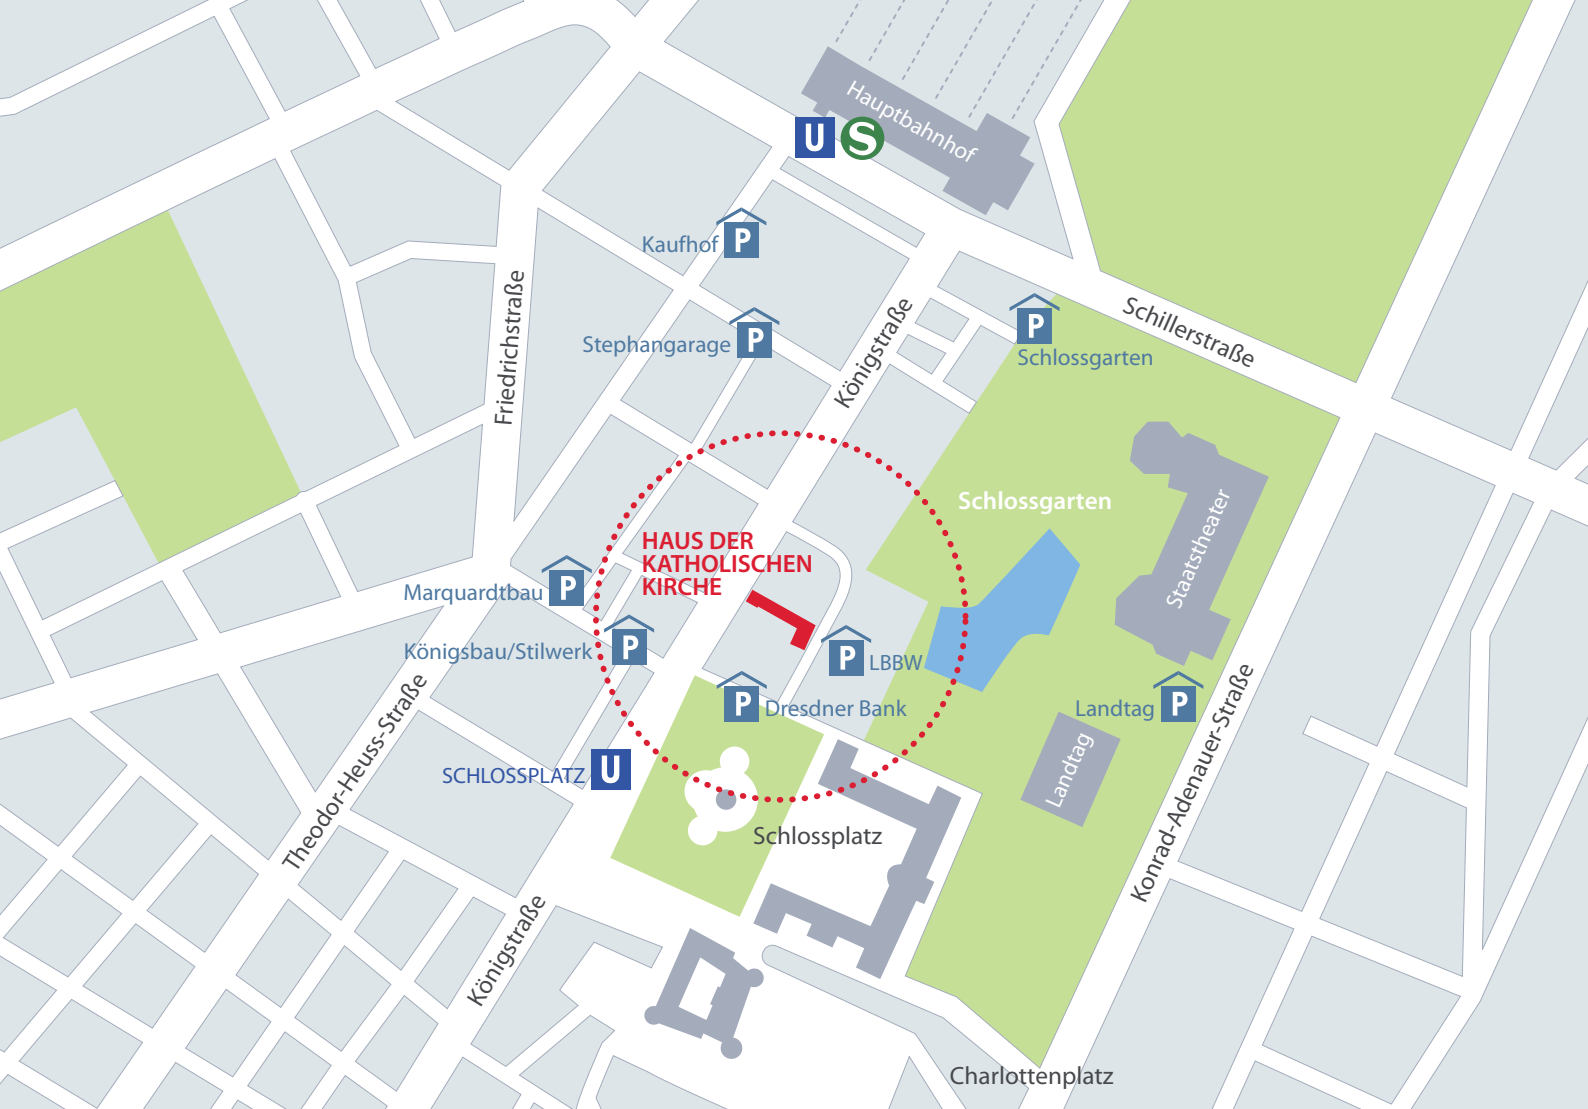 Hauptbahnhof
U
S
Kaufhof
P
Friedrichstraße
Stephangarage
P
Königstraße
P
Schlossgarten
Schillerstraße
Schlossgarten
Staatstheater
HAUS DER
KATHOLISCHEN
KIRCHE
Marquardtbau
P
Königsbau/Stilwerk
P
P
LBBW
P
Dresdner Bank
Landtag
P
Landtag
Konrad-Adenauer-Straße
Theodor-Heuss-Straße
SCHLOSSPLATZ
U
Schlossplatz
Königstraße
Charlottenplatz